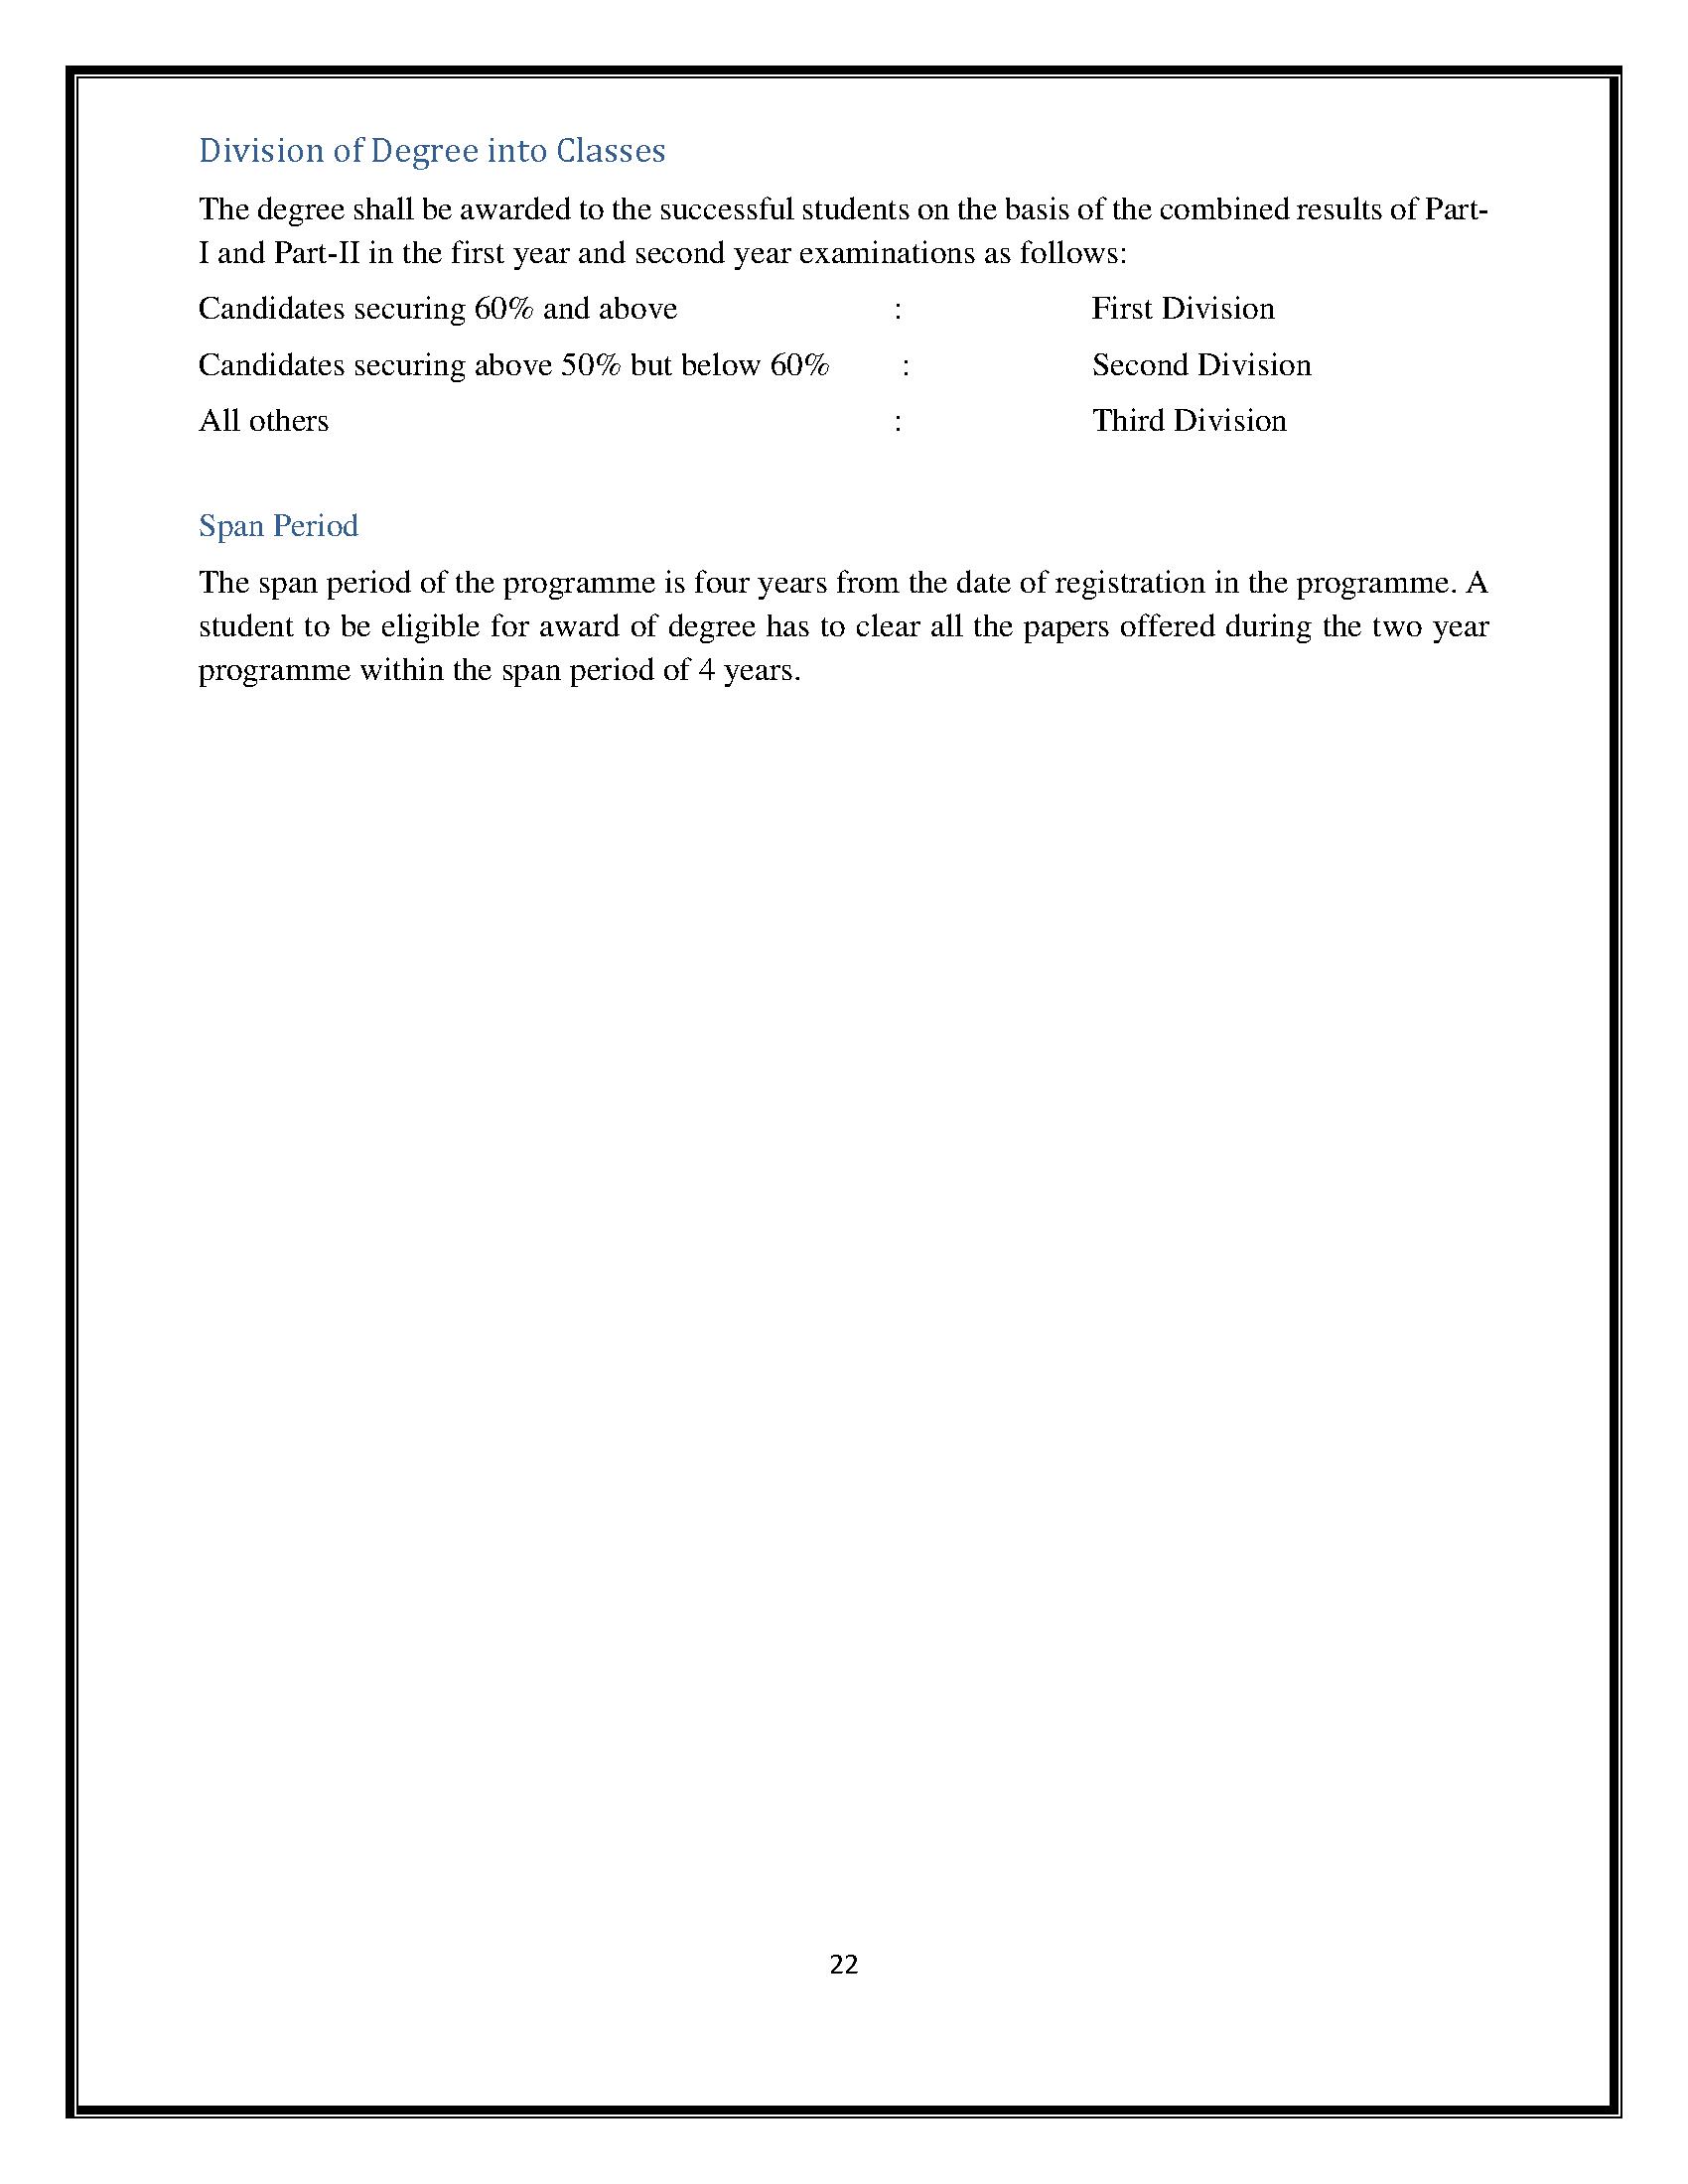 Division of Degree into Classes
The degree shall be awarded to the successful students on the basis of the combined results of Part-
I and Part-II in the first year and second year examinations as follows:
Candidates securing 60% and above : First Division
Candidates securing above 50% but below 60% : Second Division
All others : Third Division
Span Period
The span period of the programme is four years from the date of registration in the programme. A
student to be eligible for award of degree has to clear all the papers offered during the two year
programme within the span period of 4 years.
22